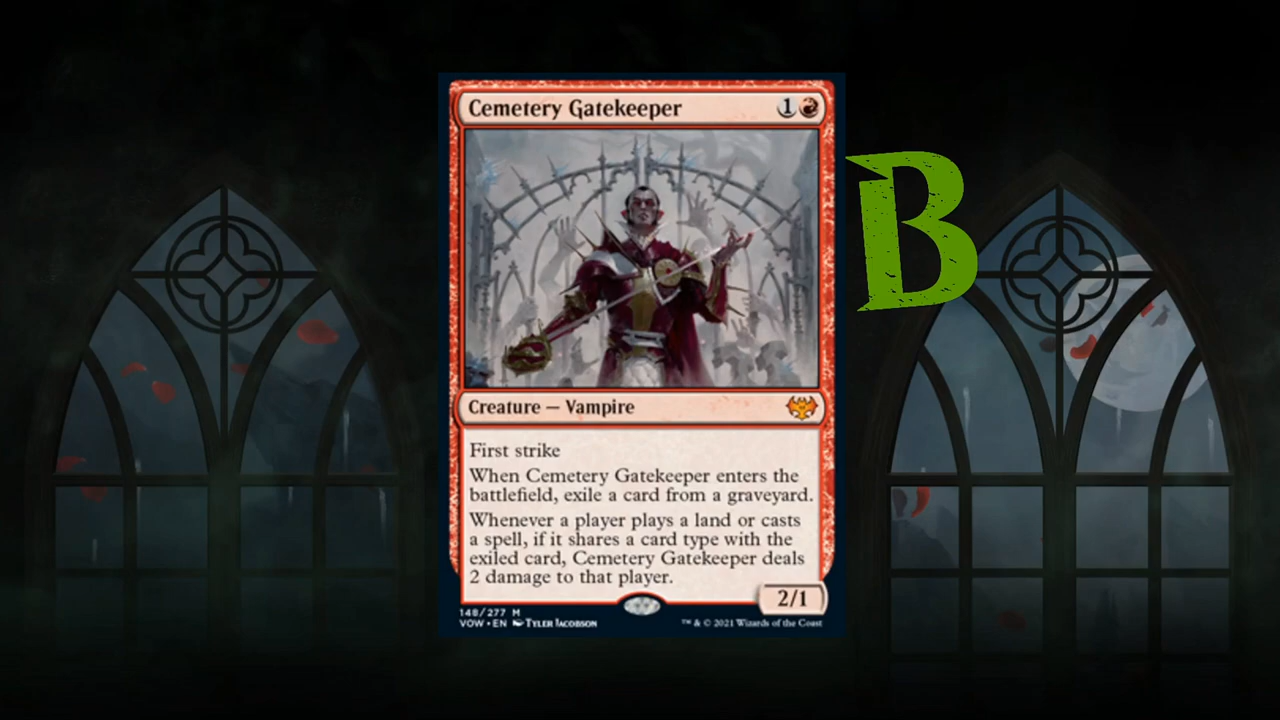 Cemetery Gatekeeper 1
B
Creature — Vampire
First strike
When Cemetery Gatekeeper enters the
battlefield, exile a card from a graveyard.
Whenever a player plays a land or casts
a spell, if it shares a card type with the
exiled card, Cemetery Gatekeeper deals
2 damage to that player.
2/1
148/277 M
VOW • EN Tyler Jacobson
™ & © 2021 Wizards of the Coast